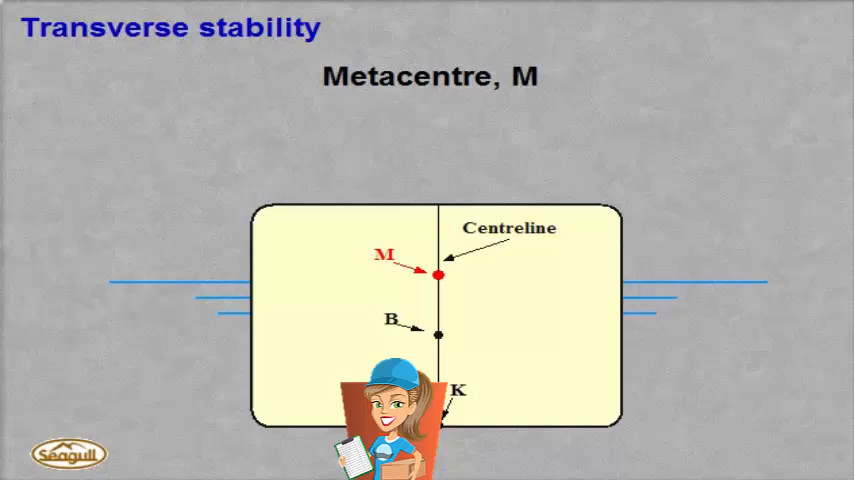 Transverse stability
Metacentre, M
Centreline
M
B
K
Seagull